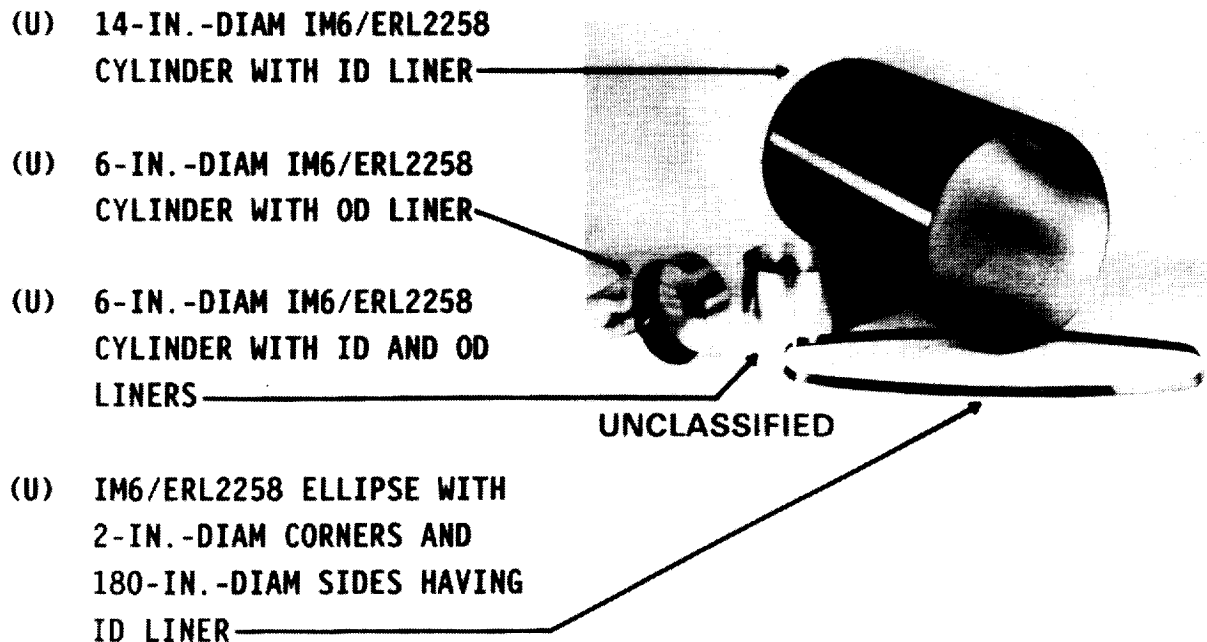 (U) 14-IN.-DIAM IM6/ERL2258
CYLINDER WITH ID LINER
(U) 6-IN.-DIAM IM6/ERL2258
CYLINDER WITH OD LINER
(U) 6-IN.-DIAM IM6/ERL2258
CYLINDER WITH ID AND OD
LINERS
UNCLASSIFIED
(U) IM6/ERL2258 ELLIPSE WITH
2-IN.-DIAM CORNERS AND
180-IN.-DIAM SIDES HAVING
ID LINER